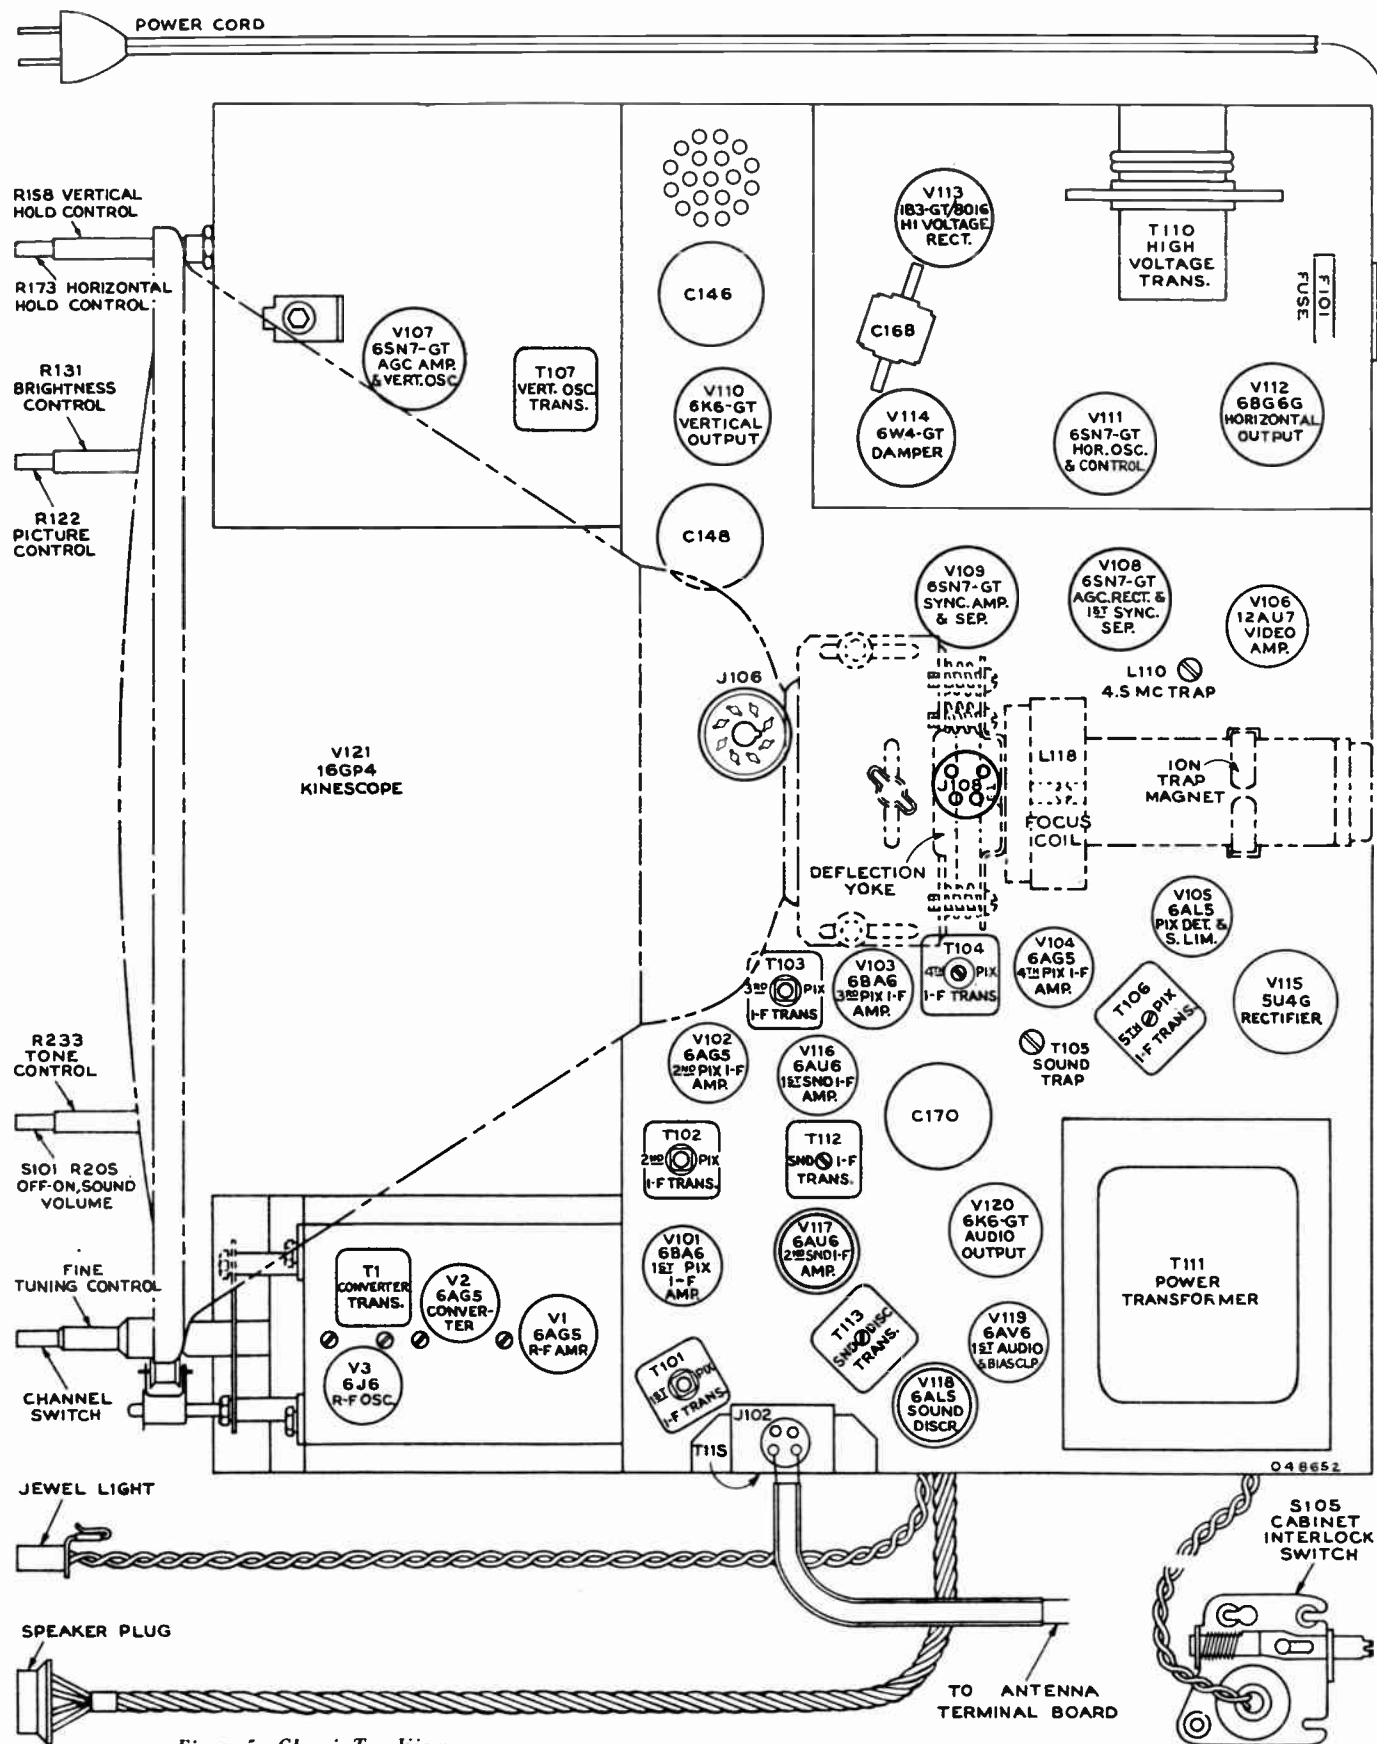 POWER CORD
R158 VERTICAL
HOLD CONTROL
R173 HORIZONTAL
HOLD CONTROL
R131
BRIGHTNESS
CONTROL
R122
PICTURE
CONTROL
V107
6SN7-GT
AGC AMP.
& VERT. OSC.
T107
VERT. OSC.
TRANS.
C146
V110
6K6-GT
VERTICAL
OUTPUT
C148
V113
1B3-GT/8016
HI VOLTAGE
RECT.
C168
V114
6W4-GT
DAMPER
T110
HIGH
VOLTAGE
TRANS.
F101
FUSE
V111
6SN7-GT
HOR. OSC.
& CONTROL
V112
6BG6G
HORIZONTAL
OUTPUT
V109
6SN7-GT
SYNC. AMP.
& SEP.
V108
6SN7-GT
AGC. RECT. &
1ST SYNC.
SEP.
V106
12AU7
VIDEO
AMP.
L110
4.5 MC TRAP
J106
V121
16GP4
KINESCOPE
J108
L118
FOCUS
COIL
ION
TRAP
MAGNET
DEFLECTION
YOKE
V105
6AL5
PIX DET. &
S. LIM.
T103
3RD PIX
I-F TRANS
V103
6BA6
3RD PIX I-F
AMP.
T104
4TH PIX
I-F TRANS
V104
6AG5
4TH PIX I-F
AMP.
T106
5TH PIX
I-F TRANS.
V115
5U4G
RECTIFIER
T105
SOUND
TRAP
V102
6AG5
2ND PIX I-F
AMP.
V116
6AU6
1ST SND I-F
AMP.
C170
R233
TONE
CONTROL
S101 R205
OFF-ON, SOUND
VOLUME
T102
2ND PIX
I-F TRANS.
T112
SND I-F
TRANS.
V101
6BA6
1ST PIX
I-F
AMP.
V117
6AU6
2ND SND I-F
AMP.
V120
6K6-GT
AUDIO
OUTPUT
T111
POWER
TRANSFORMER
FINE
TUNING CONTROL
CHANNEL
SWITCH
T1
CONVERTER
TRANS.
V2
6AG5
CONVER-
TER
V1
6AG5
R-F AMP.
V3
6J6
R-F OSC.
T101
1ST PIX
I-F TRANS.
T113
SND DISC.
TRANS.
V119
6AV6
1ST AUDIO
& BIAS CLP.
V118
6AL5
SOUND
DISCR.
J102
T115
048652
JEWEL LIGHT
S105
CABINET
INTERLOCK
SWITCH
SPEAKER PLUG
TO ANTENNA
TERMINAL BOARD